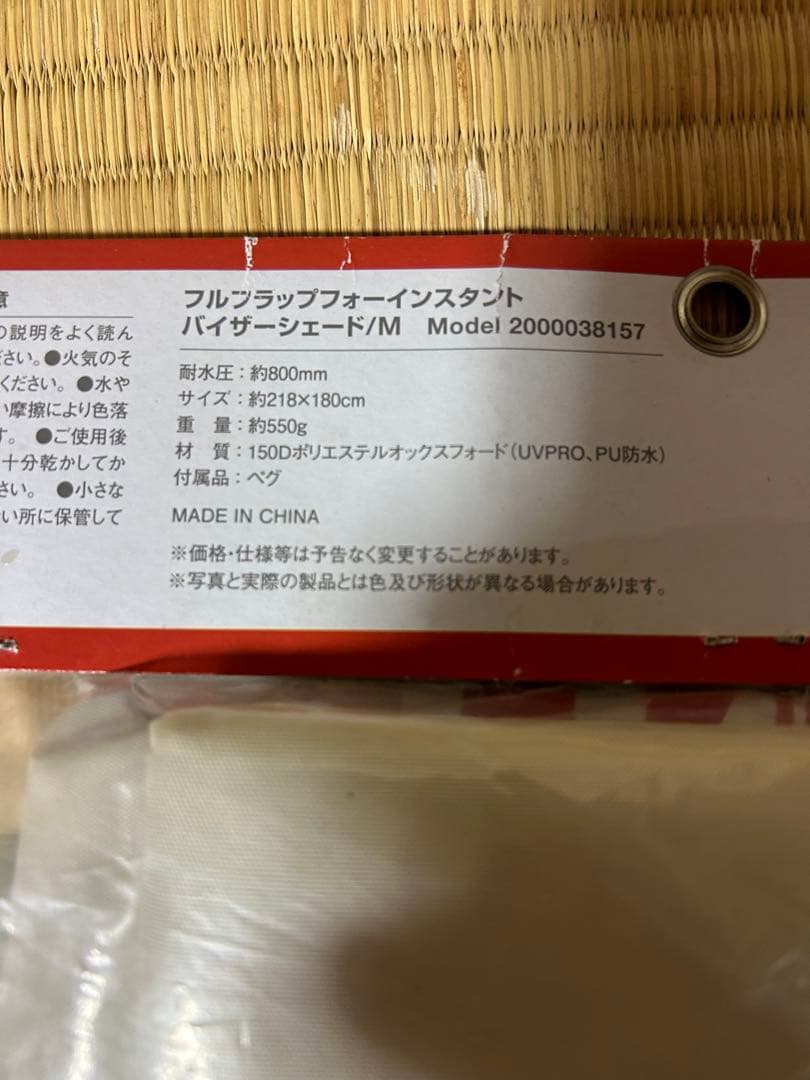 意
の説明をよく読ん
ださい。●火気のそ
ください。●水や
い摩擦により色落
す。●ご使用後
十分乾かしてか
さい。●小さな
い所に保管して
フルフラップフォーインスタント
バイザーシェード/M Model 2000038157
耐水圧：約800mm
サイズ：約218×180cm
重 量：約550g
材 質：150Dポリエステルオックスフォード（UVPRO、PU防水）
付属品：ペグ
MADE IN CHINA
※価格・仕様等は予告なく変更することがあります。
※写真と実際の製品とは色及び形状が異なる場合があります。